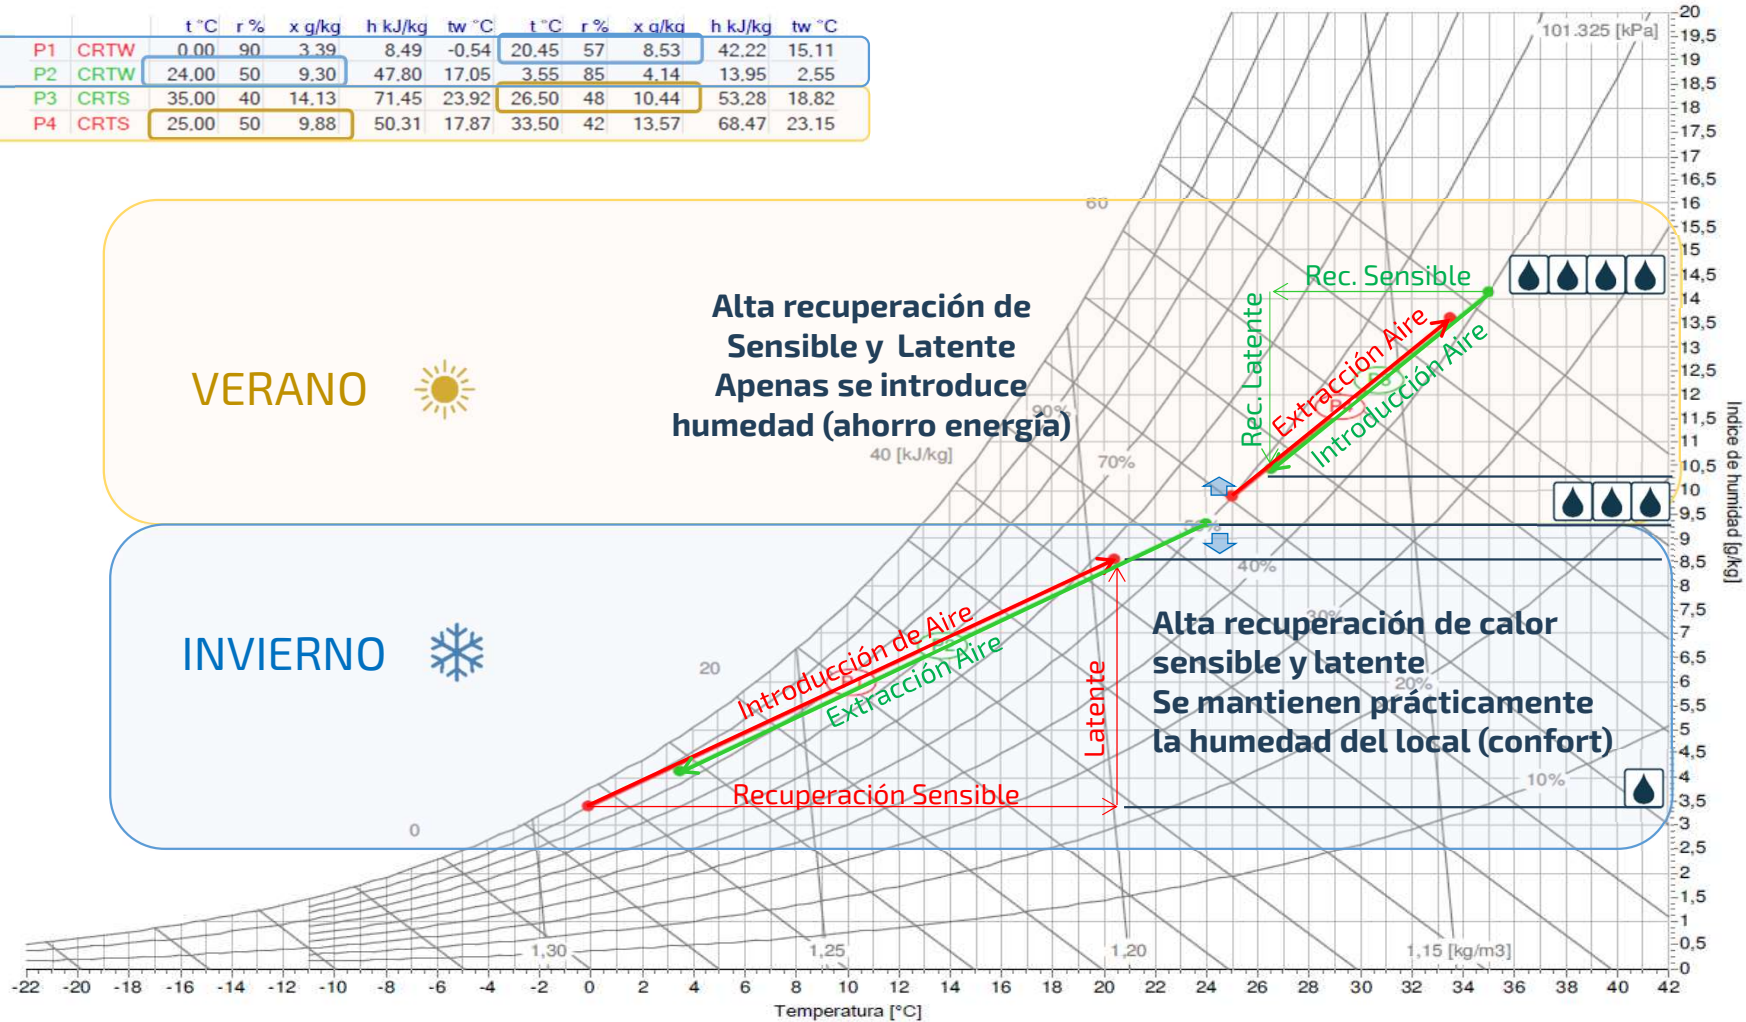 t °C r % x g/kg h kJ/kg tw °C t °C r % x g/kg h kJ/kg tw °C
P1 CRTW 0.00 90 3.39 8,49 -0.54 20.45 57 8,53 42,22 15,11
P2 CRTW 24,00 50 9,30 47,80 17,05 3,55 85 4,14 13,95 2,55
P3 CRTS 35,00 40 14,13 71,45 23,92 26,50 48 10,44 53,28 18,82
P4 CRTS 25,00 50 9,88 50,31 17,87 33,50 42 13,57 68,47 23,15
101.325 [kPa]
20
19,5
19
18,5
18
17,5
17
16,5
16
15,5
15
14,5
14
13,5
13
12,5
12
11,5
11
10,5
10
9,5
9
8,5
8
7,5
7
6,5
6
5,5
5
4,5
4
3,5
3
2,5
2
1,5
1
0,5
0
Indice de humidad [g/kg]
60
VERANO
Alta recuperación de
Sensible y Latente
Apenas se introduce
humedad (ahorro energía)
Rec. Sensible
Rec. Latente
Extracción Aire
Introducción Aire
P3
P4
90%
40 [kJ/kg]
70%
50%
40%
INVIERNO
20
Introducción de Aire
Extracción Aire
Latente
Recuperación Sensible
30%
20%
10%
Alta recuperación de calor
sensible y latente
Se mantienen prácticamente
la humedad del local (confort)
0
1,30
1,25
1,20
1,15 [kg/m3]
-22 -20 -18 -16 -14 -12 -10 -8 -6 -4 -2 0 2 4 6 8 10 12 14 16 18 20 22 24 26 28 30 32 34 36 38 40 42
Temperatura [°C]